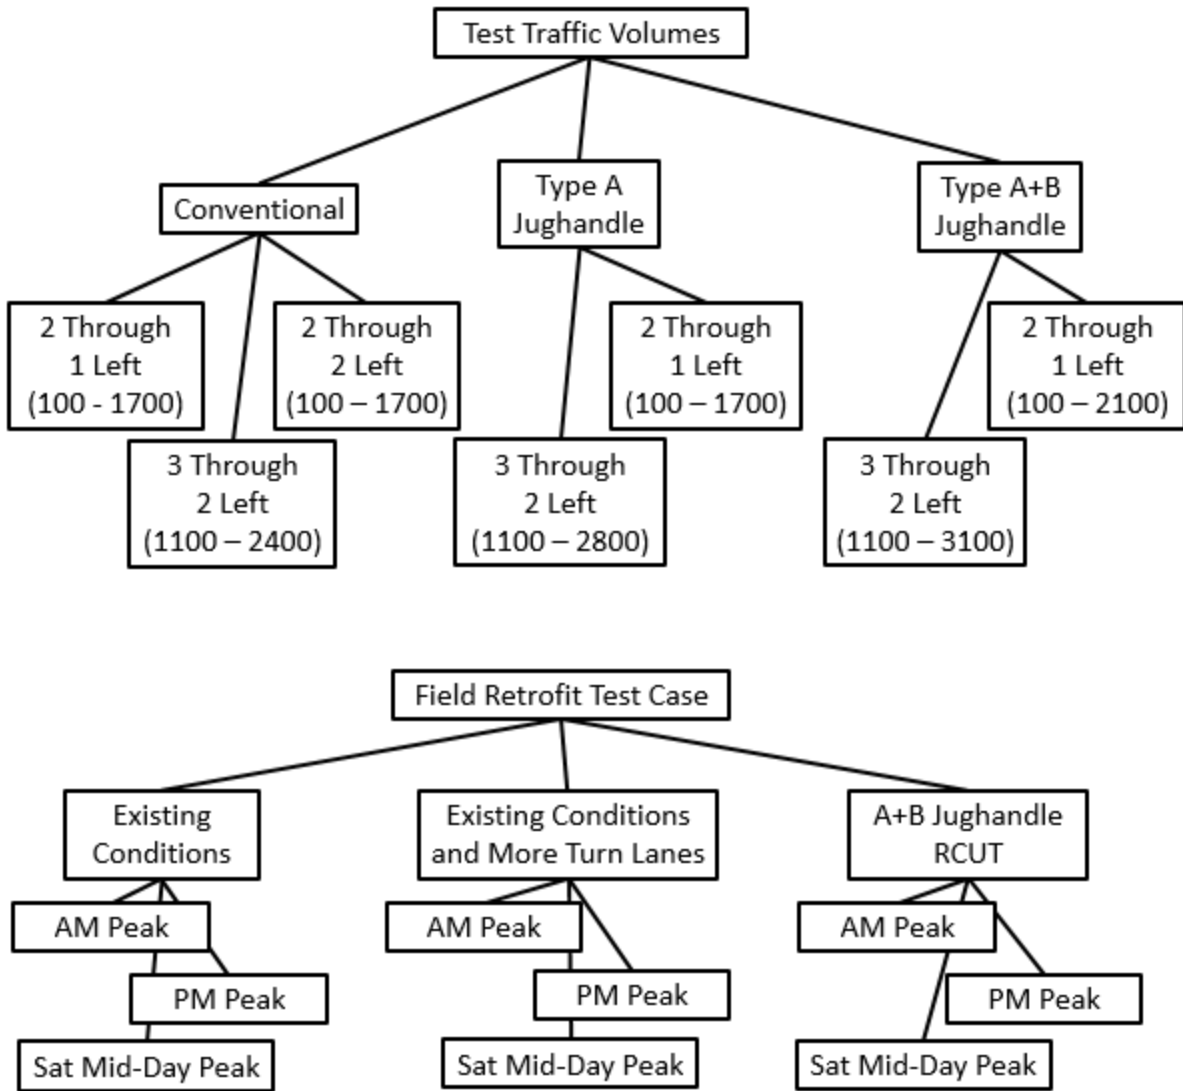 Test Traffic Volumes
Conventional
Type A
Jughandle
Type A+B
Jughandle
2 Through
1 Left
(100 - 1700)
2 Through
2 Left
(100 – 1700)
2 Through
1 Left
(100 – 1700)
2 Through
1 Left
(100 – 2100)
3 Through
2 Left
(1100 – 2400)
3 Through
2 Left
(1100 – 2800)
3 Through
2 Left
(1100 – 3100)
Field Retrofit Test Case
Existing
Conditions
Existing Conditions
and More Turn Lanes
A+B Jughandle
RCUT
AM Peak
PM Peak
Sat Mid-Day Peak
AM Peak
PM Peak
Sat Mid-Day Peak
AM Peak
PM Peak
Sat Mid-Day Peak